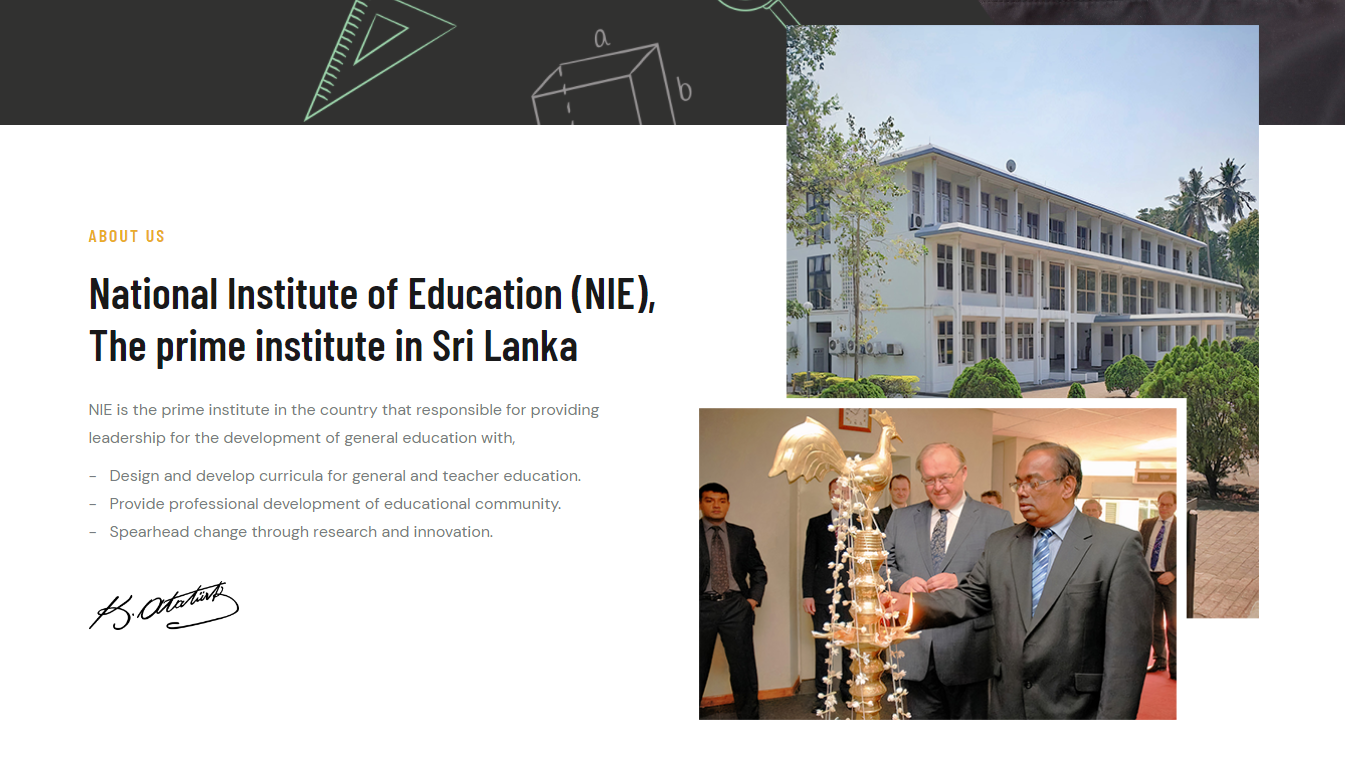 a
b
ABOUT US
National Institute of Education (NIE),
The prime institute in Sri Lanka
NIE is the prime institute in the country that responsible for providing
leadership for the development of general education with,
- Design and develop curricula for general and teacher education.
- Provide professional development of educational community.
- Spearhead change through research and innovation.
K. Atatürk